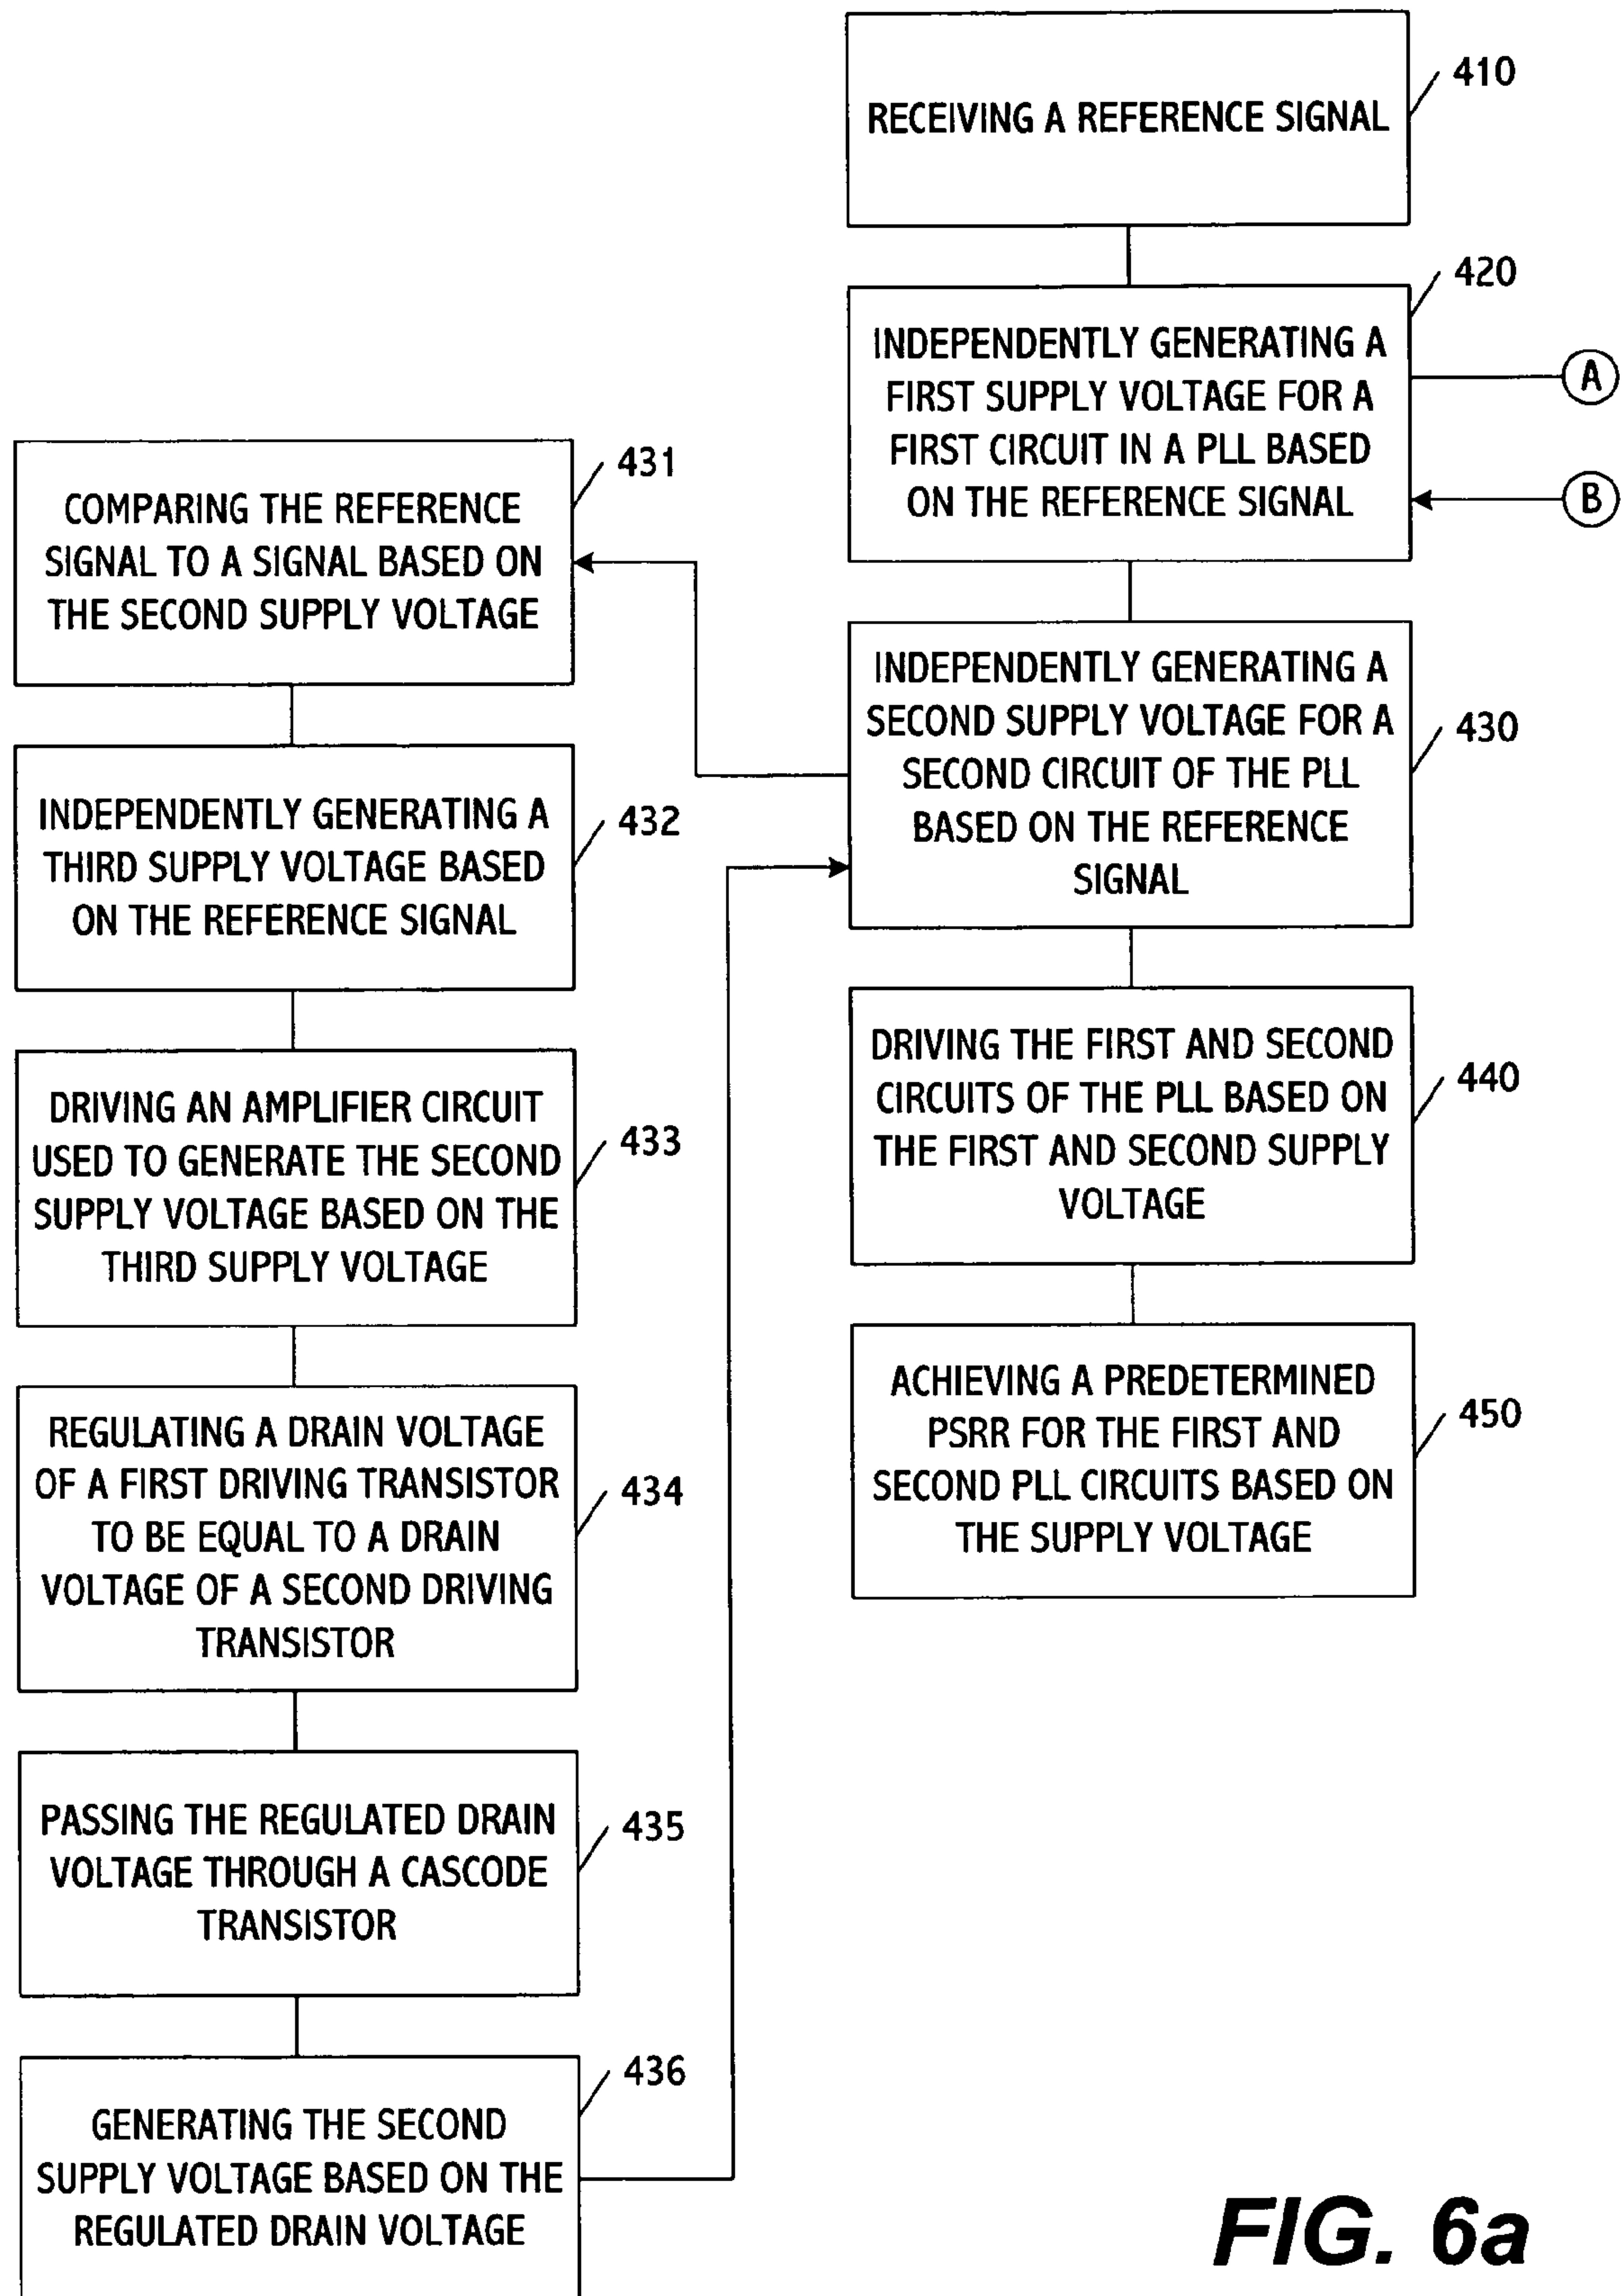 RECEIVING A REFERENCE SIGNAL
410
INDEPENDENTLY GENERATING A
FIRST SUPPLY VOLTAGE FOR A
FIRST CIRCUIT IN A PLL BASED
ON THE REFERENCE SIGNAL
420
A
B
INDEPENDENTLY GENERATING A
SECOND SUPPLY VOLTAGE FOR A
SECOND CIRCUIT OF THE PLL
BASED ON THE REFERENCE
SIGNAL
430
COMPARING THE REFERENCE
SIGNAL TO A SIGNAL BASED ON
THE SECOND SUPPLY VOLTAGE
431
INDEPENDENTLY GENERATING A
THIRD SUPPLY VOLTAGE BASED
ON THE REFERENCE SIGNAL
432
DRIVING AN AMPLIFIER CIRCUIT
USED TO GENERATE THE SECOND
SUPPLY VOLTAGE BASED ON THE
THIRD SUPPLY VOLTAGE
433
REGULATING A DRAIN VOLTAGE
OF A FIRST DRIVING TRANSISTOR
TO BE EQUAL TO A DRAIN
VOLTAGE OF A SECOND DRIVING
TRANSISTOR
434
PASSING THE REGULATED DRAIN
VOLTAGE THROUGH A CASCODE
TRANSISTOR
435
GENERATING THE SECOND
SUPPLY VOLTAGE BASED ON THE
REGULATED DRAIN VOLTAGE
436
DRIVING THE FIRST AND SECOND
CIRCUITS OF THE PLL BASED ON
THE FIRST AND SECOND SUPPLY
VOLTAGE
440
ACHIEVING A PREDETERMINED
PSRR FOR THE FIRST AND
SECOND PLL CIRCUITS BASED ON
THE SUPPLY VOLTAGE
450
FIG. 6a